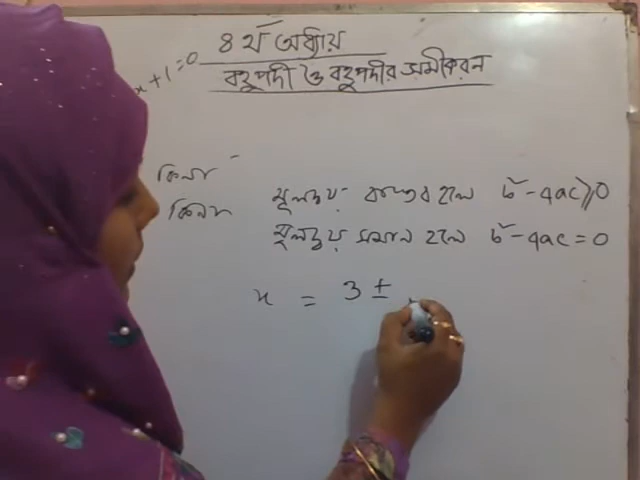 ৪র্থ অধ্যায়
বহুপদী ও বহুপদীর সমীকরন
x+1=0
কিনা
কিনা
মূলদ্বয় বাস্তব হলে b²-4ac≥0
মূলদ্বয় সমান হলে b²-4ac=0
x = 3 ±